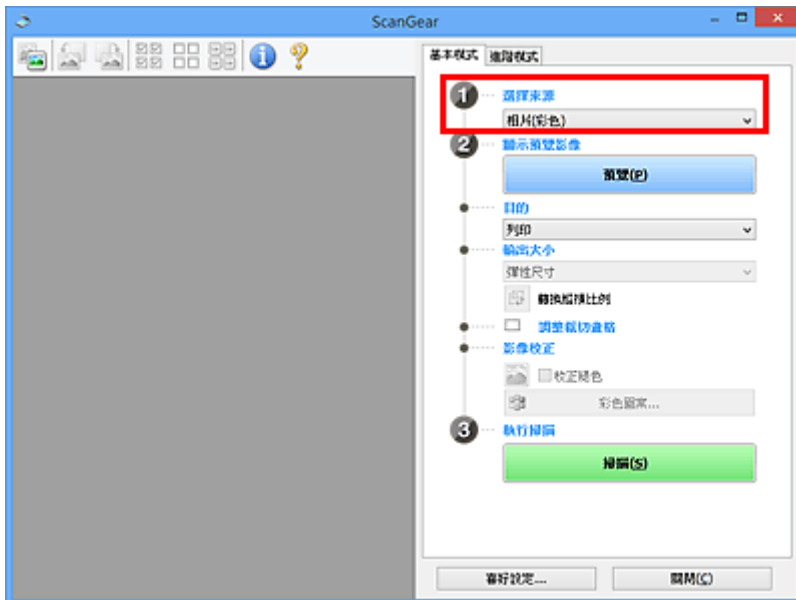 ScanGear
基本模式 進階模式
1 選擇來源
相片(彩色)
2 顯示預覽影像
預覽(P)
目的
列印
輸出大小
彈性尺寸
轉換縱橫比例
調整裁切畫格
影像校正
校正褪色
彩色圖案...
3 執行掃描
掃描(S)
喜好設定... 關閉(C)